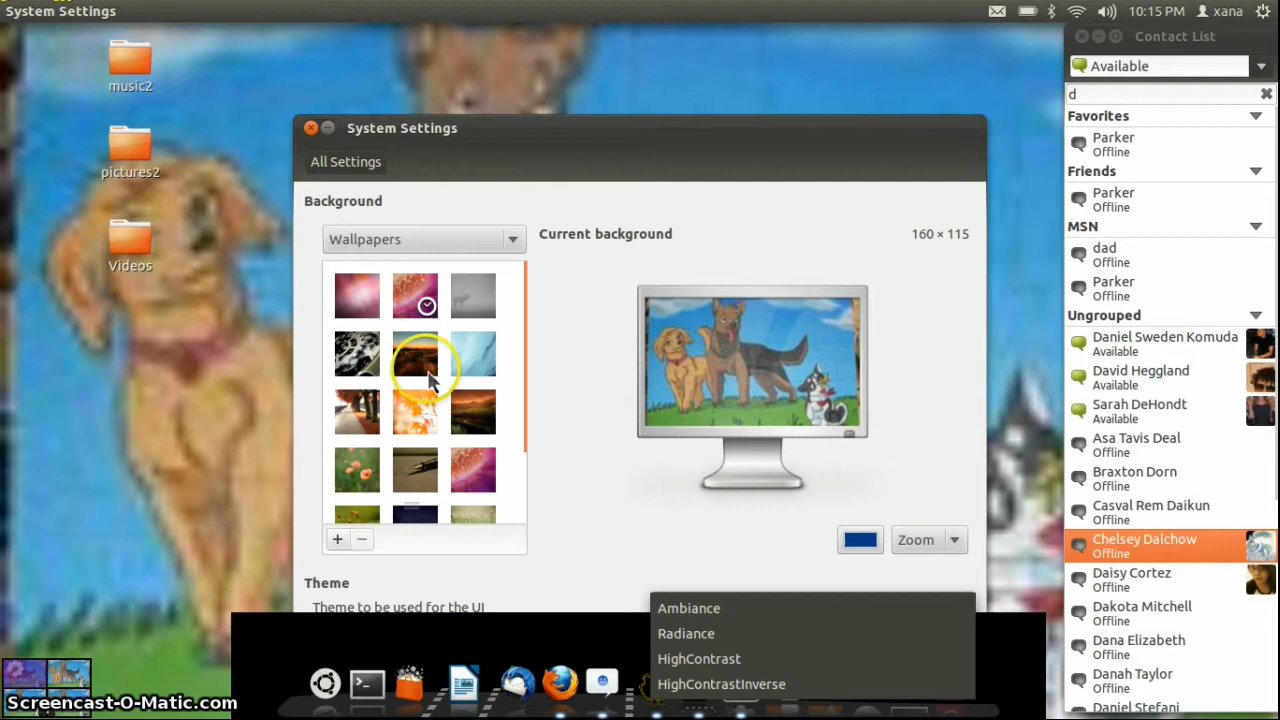 System Settings
10:15 PM
xana
music2
pictures2
Videos
System Settings
All Settings
Background
Wallpapers
Current background
160 × 115
Zoom
Theme
Theme to be used for the UI
Ambiance
Radiance
HighContrast
HighContrastInverse
Contact List
Available
d
Favorites
Parker
Offline
Friends
Parker
Offline
MSN
dad
Offline
Parker
Offline
Ungrouped
Daniel Sweden Komuda
Available
David Heggland
Available
Sarah DeHondt
Available
Asa Tavis Deal
Offline
Braxton Dorn
Offline
Casval Rem Daikun
Offline
Chelsey Dalchow
Offline
Daisy Cortez
Offline
Dakota Mitchell
Offline
Dana Elizabeth
Offline
Danah Taylor
Offline
Daniel Stefani
Screencast-O-Matic.com